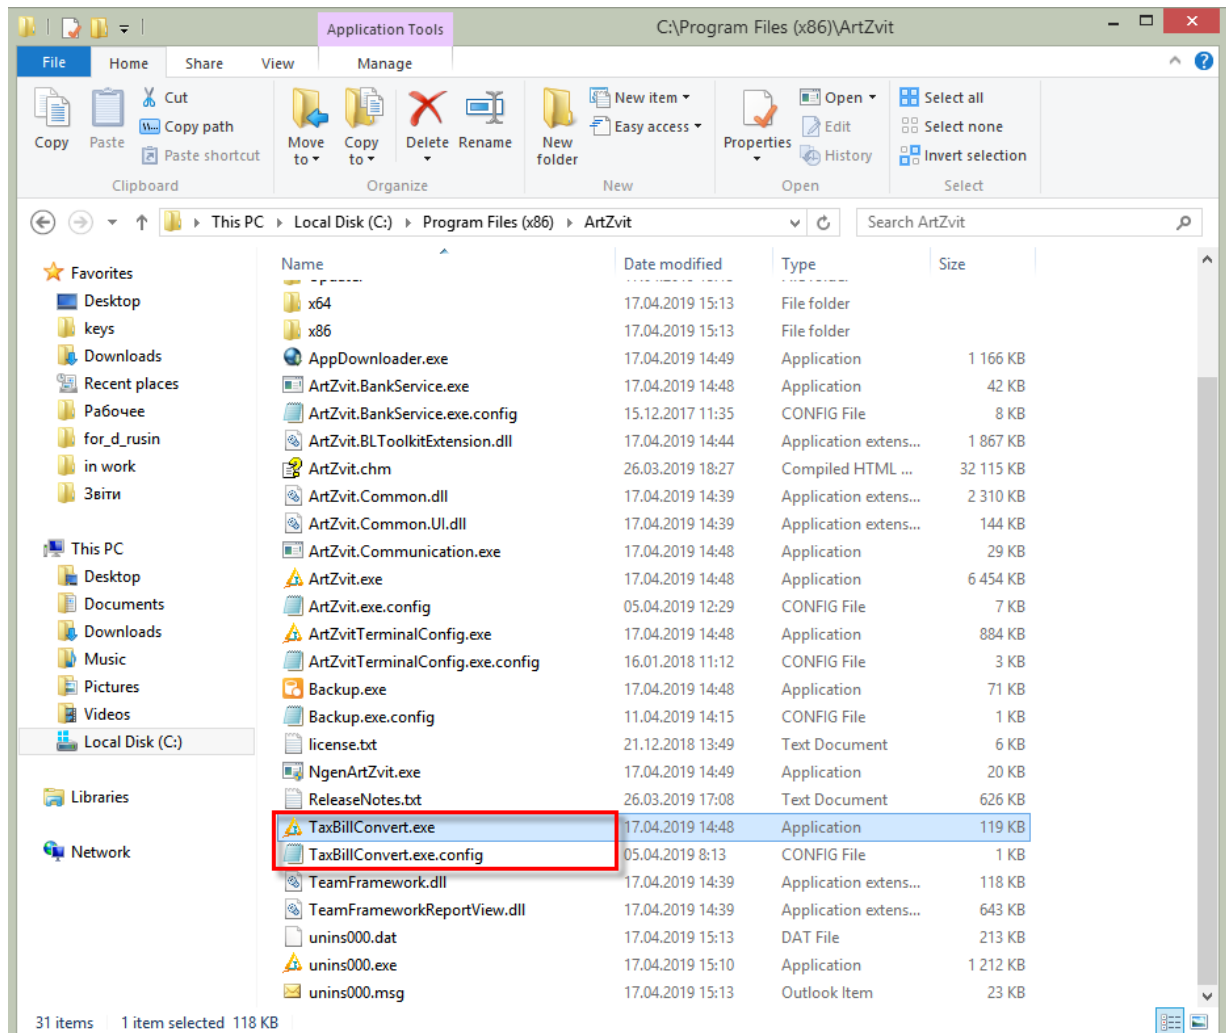 Application Tools
C:\Program Files (x86)\ArtZvit
File Home Share View Manage
Copy
Paste
Cut
Copy path
Paste shortcut
Clipboard
Move to
Copy to
Delete
Rename
Organize
New folder
New item
Easy access
New
Properties
Open
Edit
History
Open
Select all
Select none
Invert selection
Select
This PC Local Disk (C:) Program Files (x86) ArtZvit
Search ArtZvit
Favorites
Desktop
keys
Downloads
Recent places
Рабочее
for_d_rusin
in work
Звіти
This PC
Desktop
Documents
Downloads
Music
Pictures
Videos
Local Disk (C:)
Libraries
Network
Name Date modified Type Size
x64 17.04.2019 15:13 File folder
x86 17.04.2019 15:13 File folder
AppDownloader.exe 17.04.2019 14:49 Application 1 166 KB
ArtZvit.BankService.exe 17.04.2019 14:48 Application 42 KB
ArtZvit.BankService.exe.config 15.12.2017 11:35 CONFIG File 8 KB
ArtZvit.BLToolkitExtension.dll 17.04.2019 14:44 Application extens... 1 867 KB
ArtZvit.chm 26.03.2019 18:27 Compiled HTML ... 32 115 KB
ArtZvit.Common.dll 17.04.2019 14:39 Application extens... 2 310 KB
ArtZvit.Common.UI.dll 17.04.2019 14:39 Application extens... 144 KB
ArtZvit.Communication.exe 17.04.2019 14:48 Application 29 KB
ArtZvit.exe 17.04.2019 14:48 Application 6 454 KB
ArtZvit.exe.config 05.04.2019 12:29 CONFIG File 7 KB
ArtZvitTerminalConfig.exe 17.04.2019 14:48 Application 884 KB
ArtZvitTerminalConfig.exe.config 16.01.2018 11:12 CONFIG File 3 KB
Backup.exe 17.04.2019 14:48 Application 71 KB
Backup.exe.config 11.04.2019 14:15 CONFIG File 1 KB
license.txt 21.12.2018 13:49 Text Document 6 KB
NgenArtZvit.exe 17.04.2019 14:49 Application 20 KB
ReleaseNotes.txt 26.03.2019 17:08 Text Document 626 KB
TaxBillConvert.exe 17.04.2019 14:48 Application 119 KB
TaxBillConvert.exe.config 05.04.2019 8:13 CONFIG File 1 KB
TeamFramework.dll 17.04.2019 14:39 Application extens... 118 KB
TeamFrameworkReportView.dll 17.04.2019 14:39 Application extens... 643 KB
unins000.dat 17.04.2019 15:13 DAT File 213 KB
unins000.exe 17.04.2019 15:10 Application 1 212 KB
unins000.msg 17.04.2019 15:13 Outlook Item 23 KB
31 items 1 item selected 118 KB